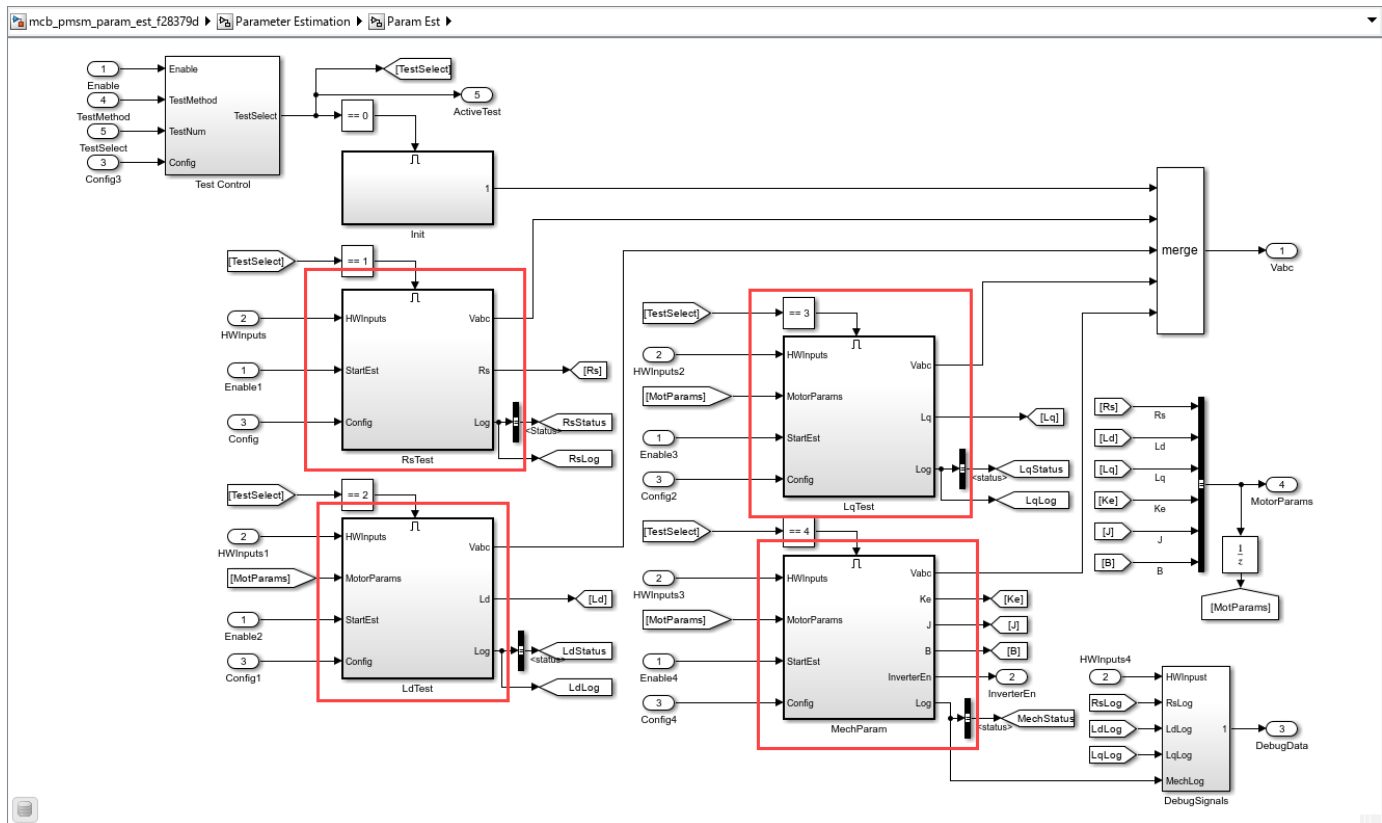 mcb_pmsm_param_est_f28379d Parameter Estimation Param Est
1
Enable
4
TestMethod
5
TestSelect
3
Config3
Enable
TestMethod
TestNum
Config
TestSelect
Test Control
[TestSelect]
5
ActiveTest
== 0
1
Init
[TestSelect]
== 1
2
HWInputs
1
Enable1
3
Config
HWInputs
StartEst
Config
Vabc
Rs
Log
RsTest
[Rs]
<Status>
RsStatus
RsLog
[TestSelect]
== 2
2
HWInputs1
[MotParams]
1
Enable2
3
Config1
HWInputs
MotorParams
StartEst
Config
Vabc
Ld
Log
LdTest
[Ld]
<status>
LdStatus
LdLog
[TestSelect]
== 3
2
HWInputs2
[MotParams]
1
Enable3
3
Config2
HWInputs
MotorParams
StartEst
Config
Vabc
Lq
Log
LqTest
[Lq]
<status>
LqStatus
LqLog
[TestSelect]
== 4
2
HWInputs3
[MotParams]
1
Enable4
3
Config4
HWInputs
MotorParams
StartEst
Config
Vabc
Ke
J
B
InverterEn
Log
MechParam
[Ke]
[J]
[B]
2
InverterEn
<status>
MechStatus
merge
1
Vabc
[Rs]
Rs
[Ld]
Ld
[Lq]
Lq
[Ke]
Ke
[J]
J
[B]
B
4
MotorParams
1
z
[MotParams]
HWInputs4
2
RsLog
LdLog
LqLog
HWInpust
RsLog
LdLog
LqLog
MechLog
1
DebugSignals
3
DebugData